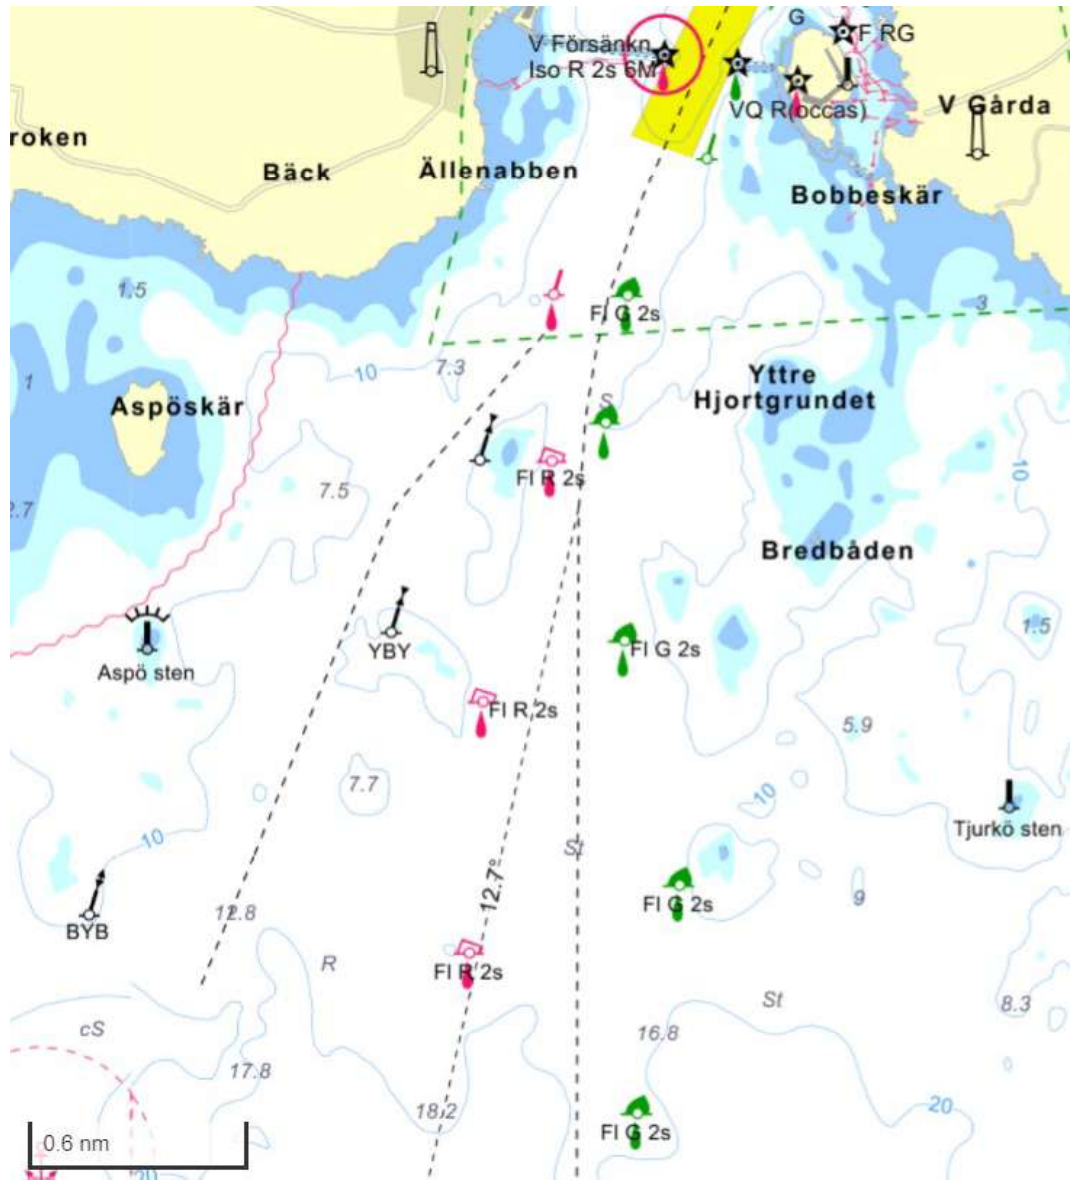 G
V Försänkn
F RG
Iso R 2s 6M
VQ R(occas)
V Gårda
roken
Bäck
Ällenabben
Bobbeskär
1.5
3
Fl G 2s
7.3
10
Yttre
Hjortgrundet
1
Aspöskär
S
Fl R 2s
10
7.5
2.7
Bredbåden
1.5
YBY
Fl G 2s
Aspö sten
Fl R 2s
5.9
7.7
10
Tjurkö sten
10
St
12.7°
9
Fl G 2s
BYB
R
Fl R 2s
St
8.3
cS
16.8
17.8
18.2
20
Fl G 2s
0.6 nm
20